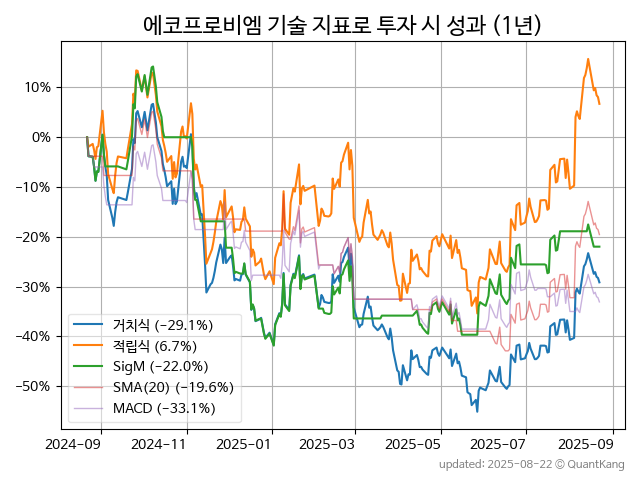 에코프로비엠 기술 지표로 투자 시 성과 (1년)
10%
0%
−10%
−20%
−30%
−40%
−50%
거치식 (−29.1%)
적립식 (6.7%)
SigM (−22.0%)
SMA(20) (−19.6%)
MACD (−33.1%)
2024−09 2024−11 2025−01 2025−03 2025−05 2025−07 2025−09
updated: 2025−08−22 © QuantKang